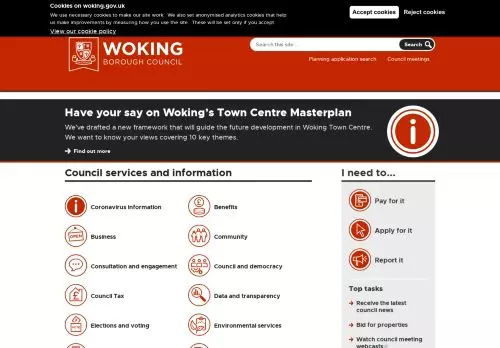 Cookies on woking.gov.uk
We use necessary cookies to make our site work. We also set anonymised analytics cookies that help
us make improvements by measuring how you use the site. These will be set only if you accept.
View our cookie policy
Accept cookies
Reject cookies
WOKING
BOROUGH COUNCIL
Search this site ...
Search
Planning application search
Council meetings
Have your say on Woking's Town Centre Masterplan
We've drafted a new framework that will guide the future development in Woking Town Centre.
We want to know your views covering 10 key themes.
Find out more
Council services and information
Coronavirus information
Benefits
Business
Community
Consultation and engagement
Council and democracy
Council Tax
Data and transparency
Elections and voting
Environmental services
OPEN
I need to...
Pay for it
Apply for it
Report it
Top tasks
Receive the latest
council news
Bid for properties
Watch council meeting
webcasts